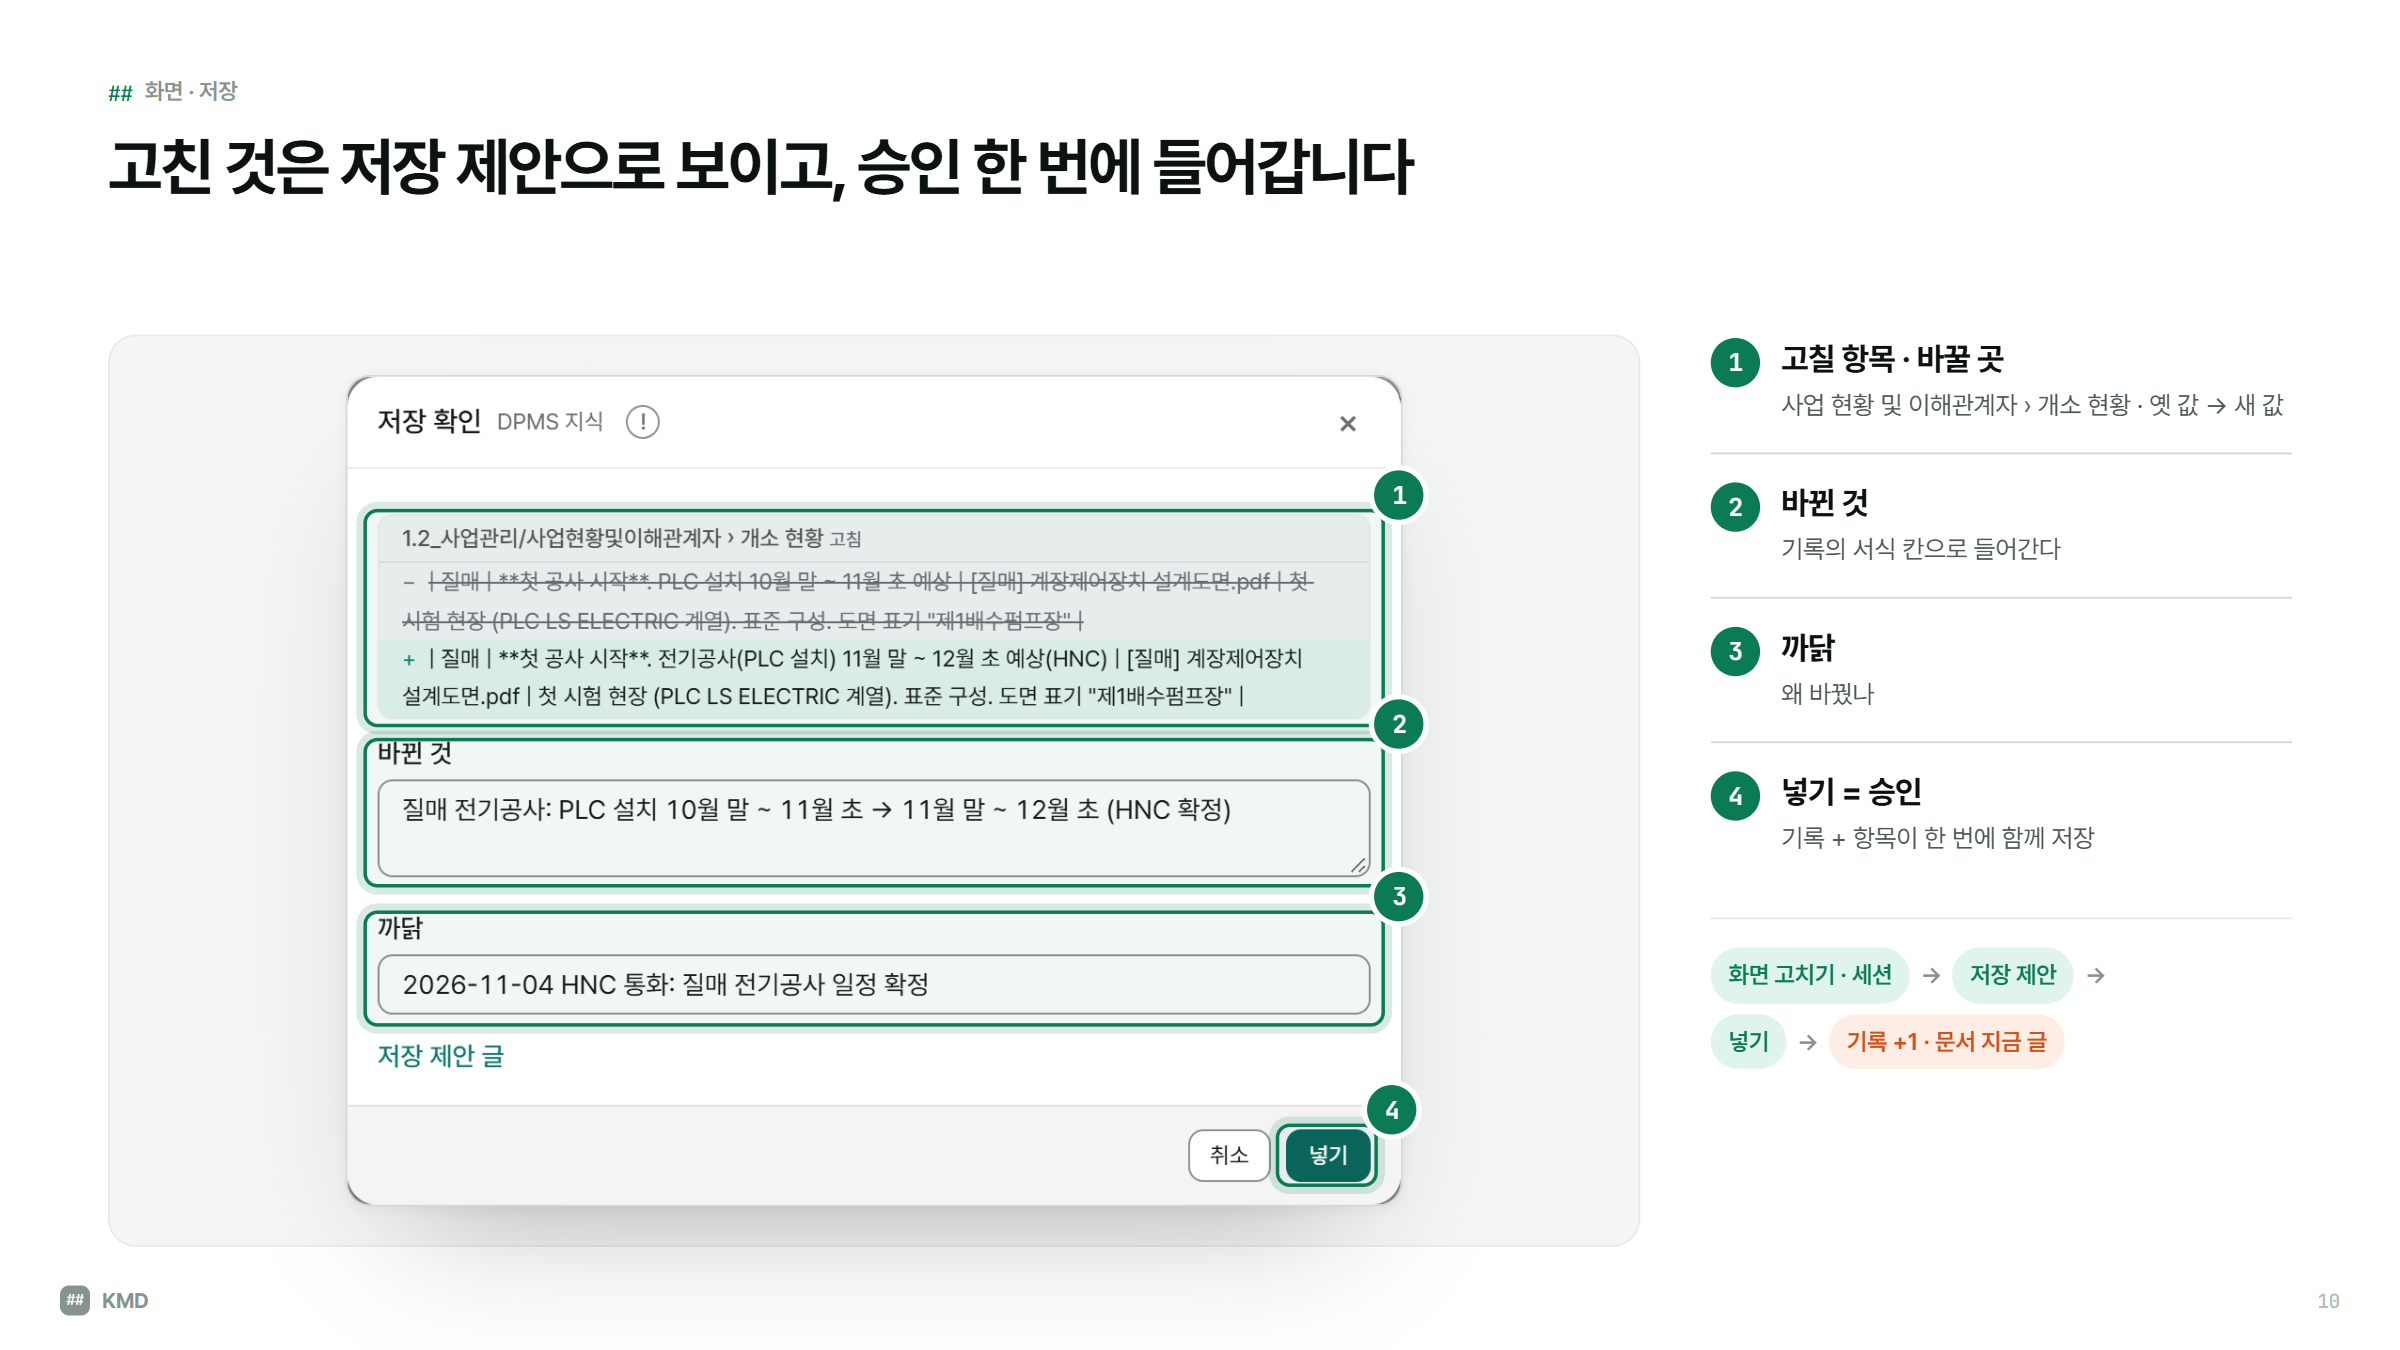 ## 화면 · 저장
고친 것은 저장 제안으로 보이고, 승인 한 번에 들어갑니다
저장 확인 DPMS 지식 ! ×
1
1.2_사업관리/사업현황및이해관계자 › 개소 현황 고침
− | 질매 | **첫 공사 시작**. PLC 설치 10월 말 ~ 11월 초 예상 | [질매] 계장제어장치 설계도면.pdf | 첫
시험 현장 (PLC LS ELECTRIC 계열). 표준 구성. 도면 표기 "제1배수펌프장" |
+ | 질매 | **첫 공사 시작**. 전기공사(PLC 설치) 11월 말 ~ 12월 초 예상(HNC) | [질매] 계장제어장치
설계도면.pdf | 첫 시험 현장 (PLC LS ELECTRIC 계열). 표준 구성. 도면 표기 "제1배수펌프장" |
2
바뀐 것
질매 전기공사: PLC 설치 10월 말 ~ 11월 초 → 11월 말 ~ 12월 초 (HNC 확정)
3
까닭
2026-11-04 HNC 통화: 질매 전기공사 일정 확정
저장 제안 글
4
취소 넣기
1 고칠 항목 · 바꿀 곳
사업 현황 및 이해관계자 › 개소 현황 · 옛 값 → 새 값
2 바뀐 것
기록의 서식 칸으로 들어간다
3 까닭
왜 바꿨나
4 넣기 = 승인
기록 + 항목이 한 번에 함께 저장
화면 고치기 · 세션 → 저장 제안 →
넣기 → 기록 +1 · 문서 지금 글
## KMD
10